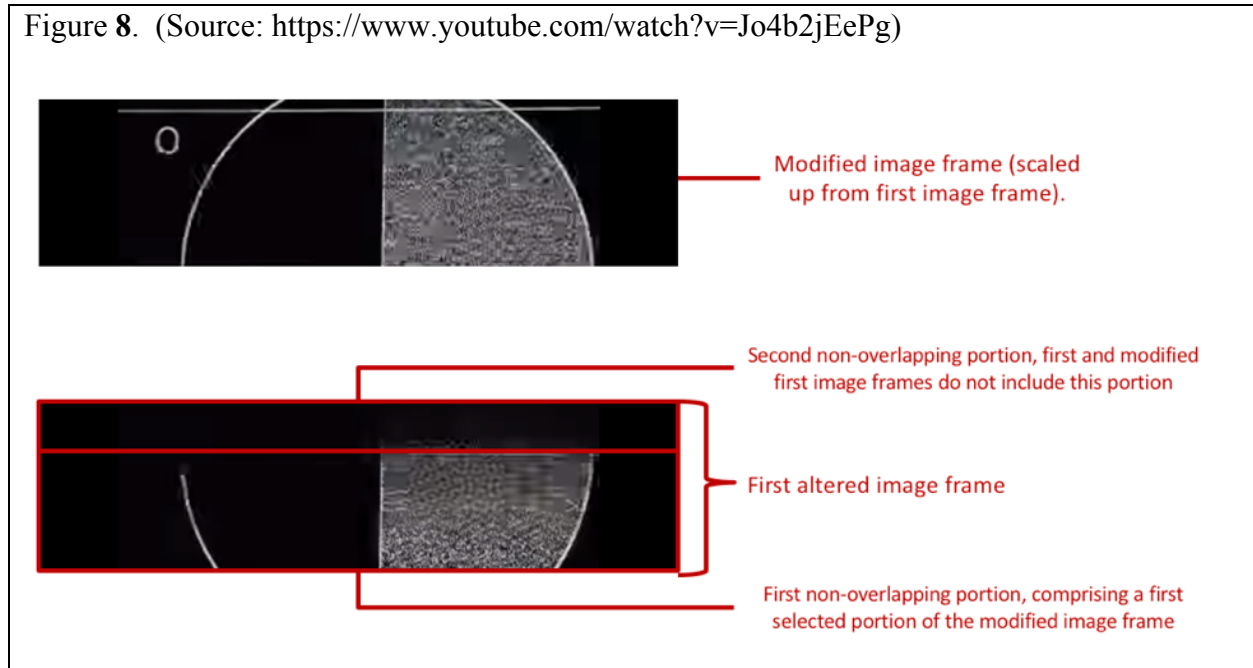 Figure 8. (Source: https://www.youtube.com/watch?v=Jo4b2jEePg)
O
Modified image frame (scaled
up from first image frame).
Second non-overlapping portion, first and modified
first image frames do not include this portion
First altered image frame
First non-overlapping portion, comprising a first
selected portion of the modified image frame